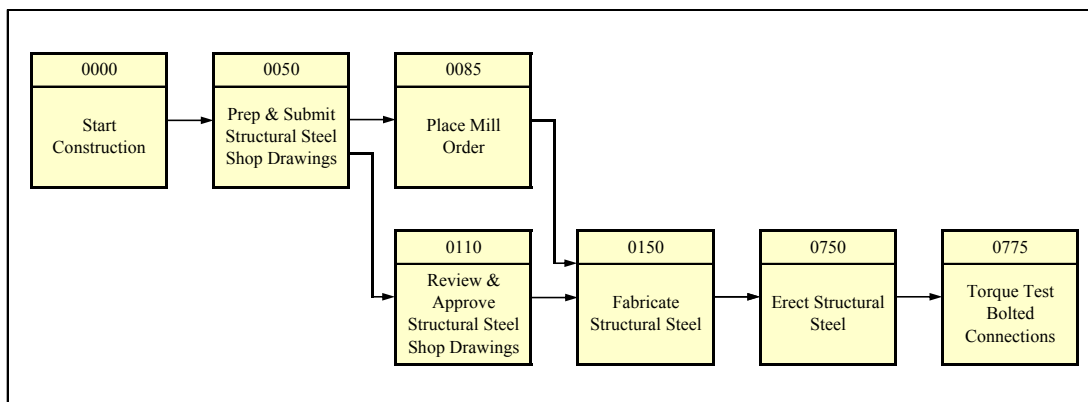 0000
Start
Construction
0050
Prep & Submit
Structural Steel
Shop Drawings
0085
Place Mill
Order
0110
Review &
Approve
Structural Steel
Shop Drawings
0150
Fabricate
Structural Steel
0750
Erect Structural
Steel
0775
Torque Test
Bolted
Connections